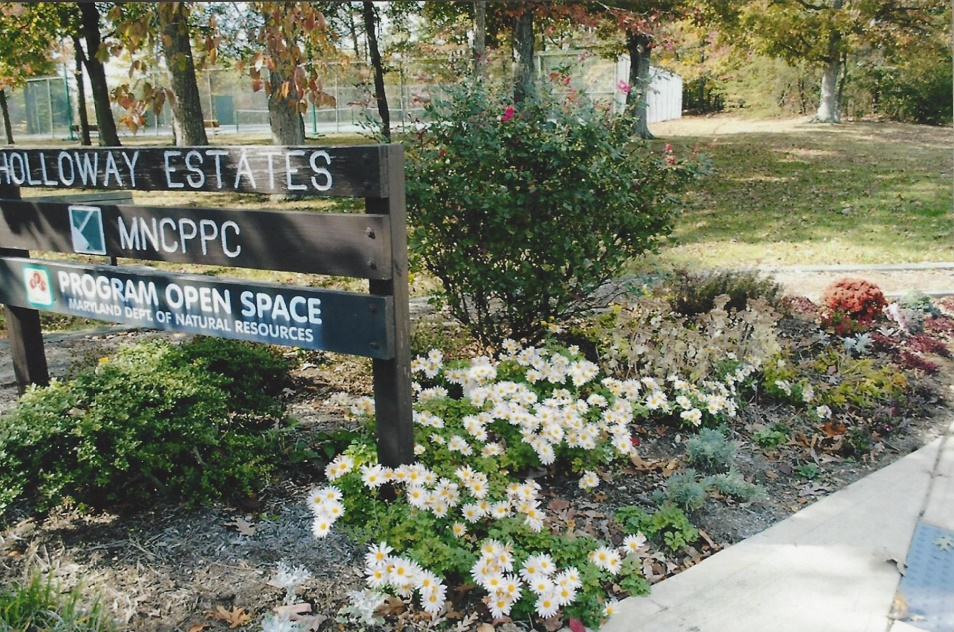 HOLLOWAY ESTATES
MNCPPC
PROGRAM OPEN SPACE
MARYLAND DEPT. OF NATURAL RESOURCES